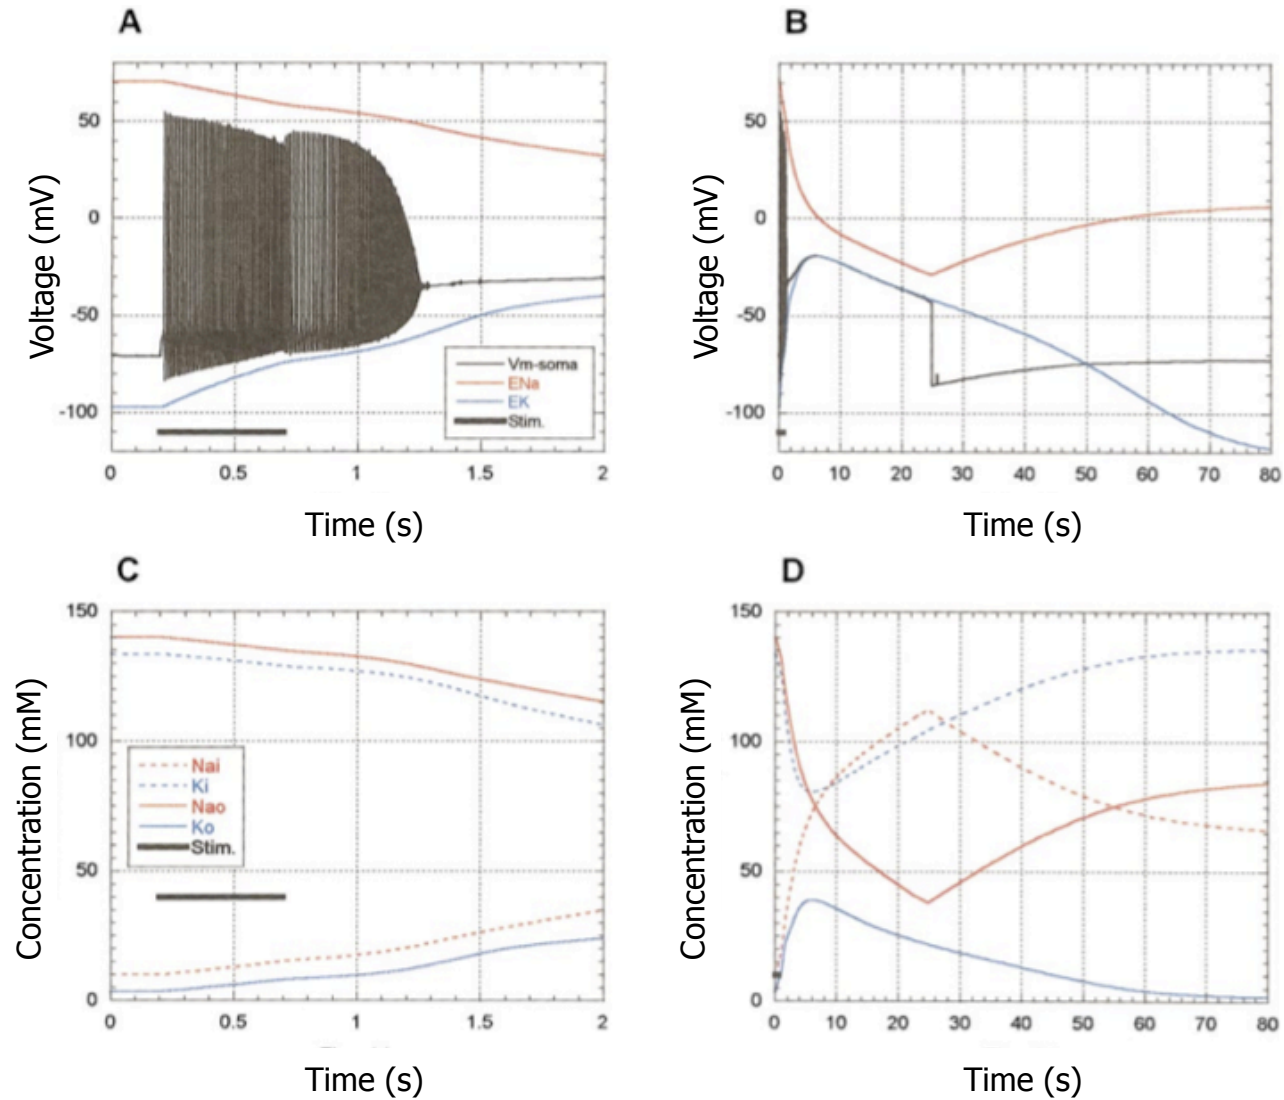 A
Voltage (mV)
50
0
-50
-100
Vm-soma
ENa
EK
Stim.
0 0.5 1 1.5 2
Time (s)
B
Voltage (mV)
50
0
-50
-100
0 10 20 30 40 50 60 70 80
Time (s)
C
Concentration (mM)
150
100
50
0
Nai
Ki
Nao
Ko
Stim.
0 0.5 1 1.5 2
Time (s)
D
Concentration (mM)
150
100
50
0
0 10 20 30 40 50 60 70 80
Time (s)